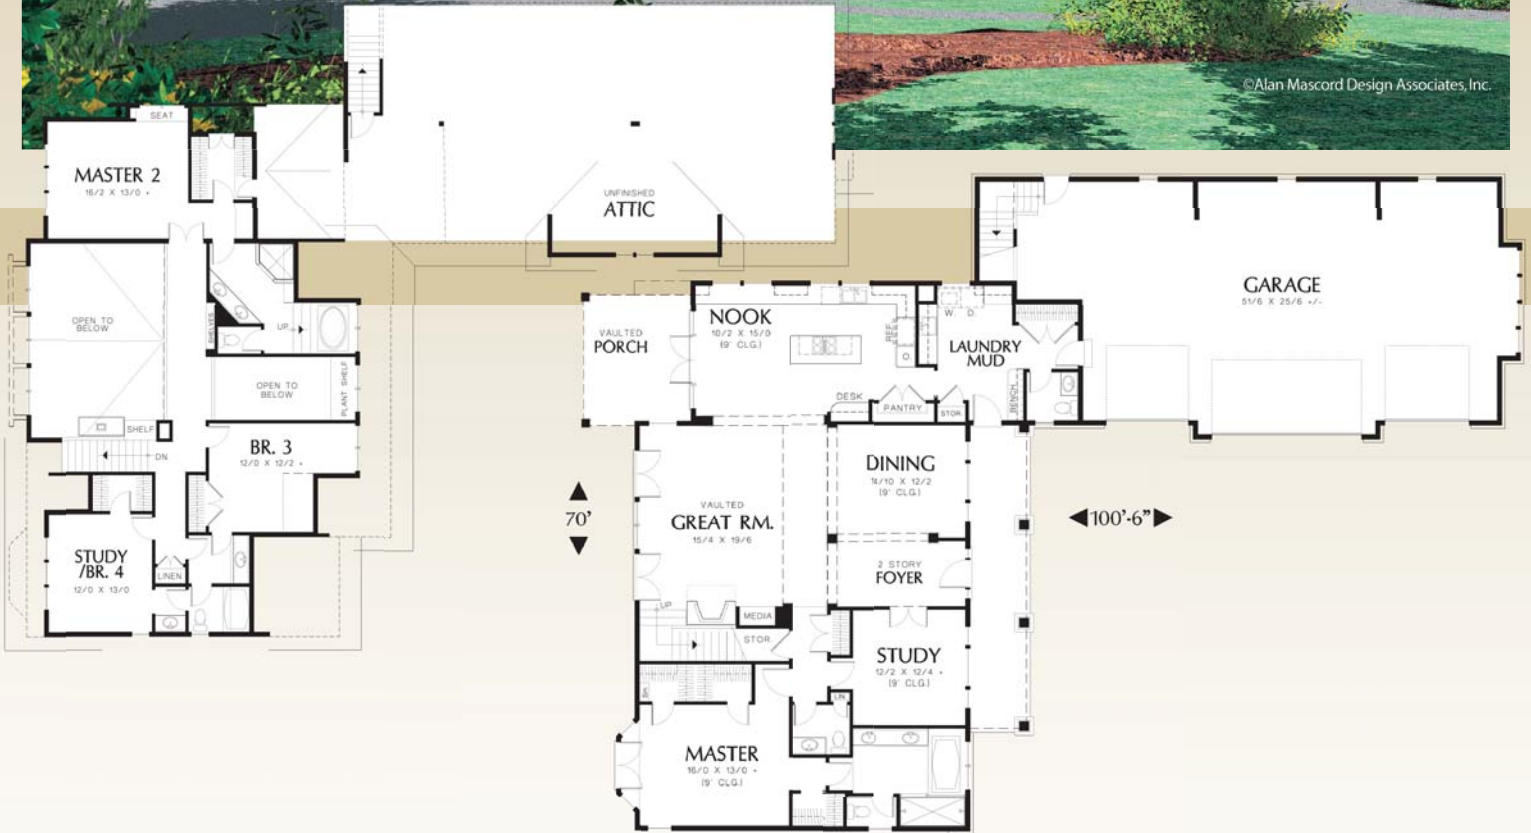 ©Alan Mascord Design Associates, Inc.
SEAT
MASTER 2
16/2 X 13/0 +
UNFINISHED
ATTIC
OPEN TO
BELOW
SHELVES
UP
OPEN TO
BELOW
PLANT SHELF
SHELF
DN
BR. 3
12/0 X 12/2 +
STUDY
/BR. 4
12/0 X 13/0
LINEN
VAULTED
PORCH
NOOK
10/2 X 15/0
(9' CLG.)
REF.
W. D.
LAUNDRY
MUD
GARAGE
51/6 X 25/6 +/-
DESK
PANTRY
STOR.
BENCH
DINING
14/10 X 12/2
(9' CLG.)
VAULTED
GREAT RM.
15/4 X 19/6
70'
100'-6"
2 STORY
FOYER
UP
MEDIA
STOR.
STUDY
12/2 X 12/4 +
(9' CLG.)
SH.
LIN.
MASTER
16/0 X 13/0 +
(9' CLG.)